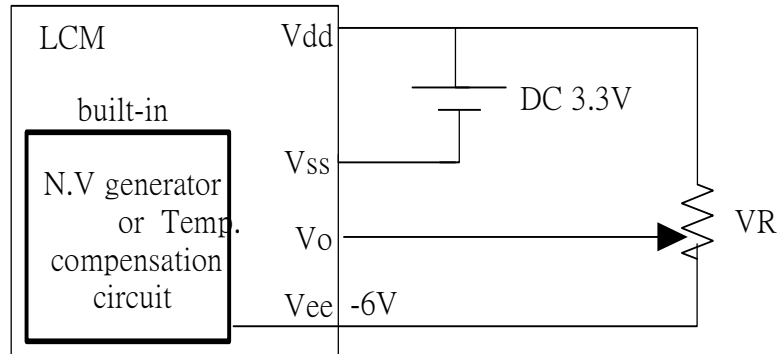 LCM
Vdd
DC 3.3V
built-in
Vss
N.V generator
or Temp.
compensation
circuit
Vo
VR
Vee -6V